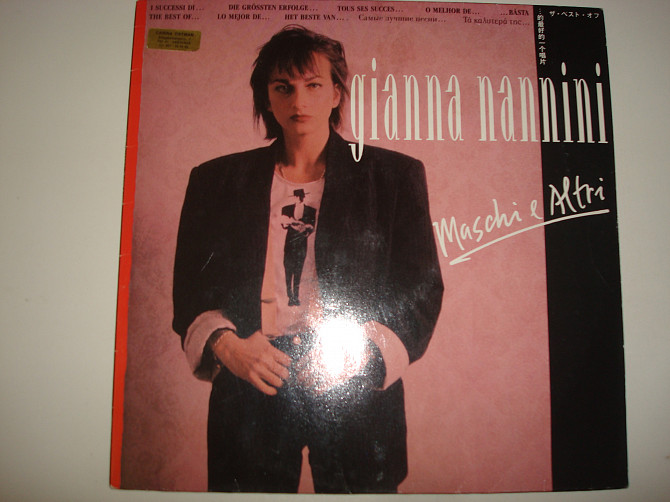 I SUCCESSI DI... DIE GRÖSSTEN ERFOLGE... TOUS SES SUCCES... O MELHOR DE... ...BÄSTA
THE BEST OF... LO MEJOR DE... HET BESTE VAN... Самые лучшие песни... Τα καλυτερά της...
ザ・ベスト・オフ
...的最好的一个唱片
gianna nannini
Maschi e Altri